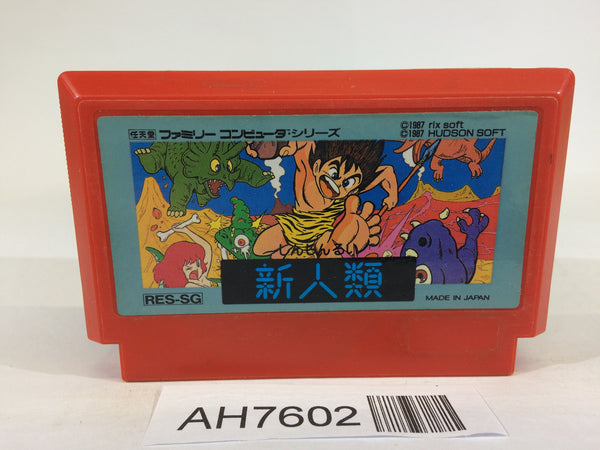 任天堂 ファミリー コンピュータ・シリーズ
©1987 rix soft
©1987 HUDSON SOFT
しんじんるい
新人類
RES-SG
MADE IN JAPAN
AH7602